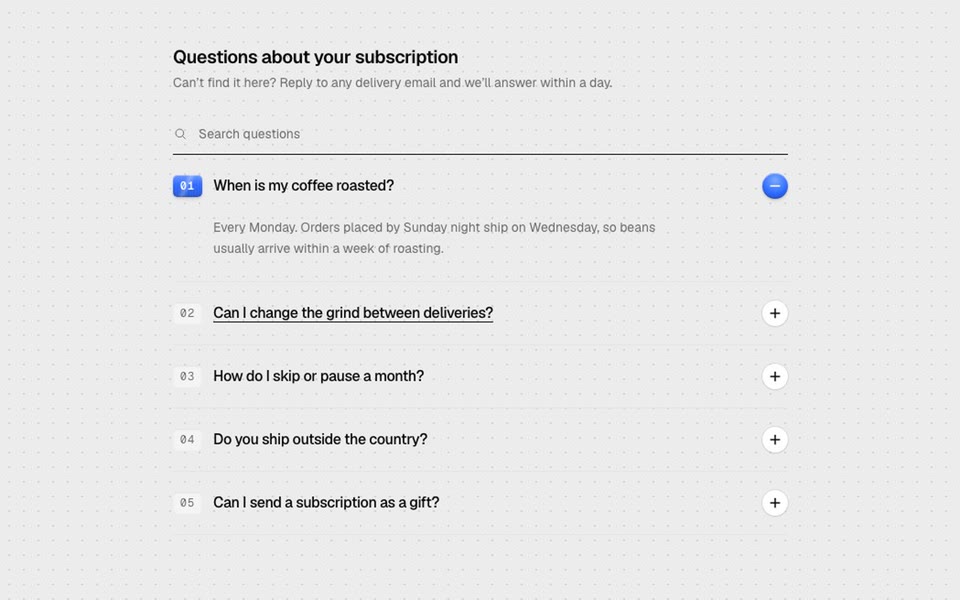 Questions about your subscription
Can’t find it here? Reply to any delivery email and we’ll answer within a day.
Search questions
01 When is my coffee roasted?
Every Monday. Orders placed by Sunday night ship on Wednesday, so beans
usually arrive within a week of roasting.
02 Can I change the grind between deliveries?
03 How do I skip or pause a month?
04 Do you ship outside the country?
05 Can I send a subscription as a gift?